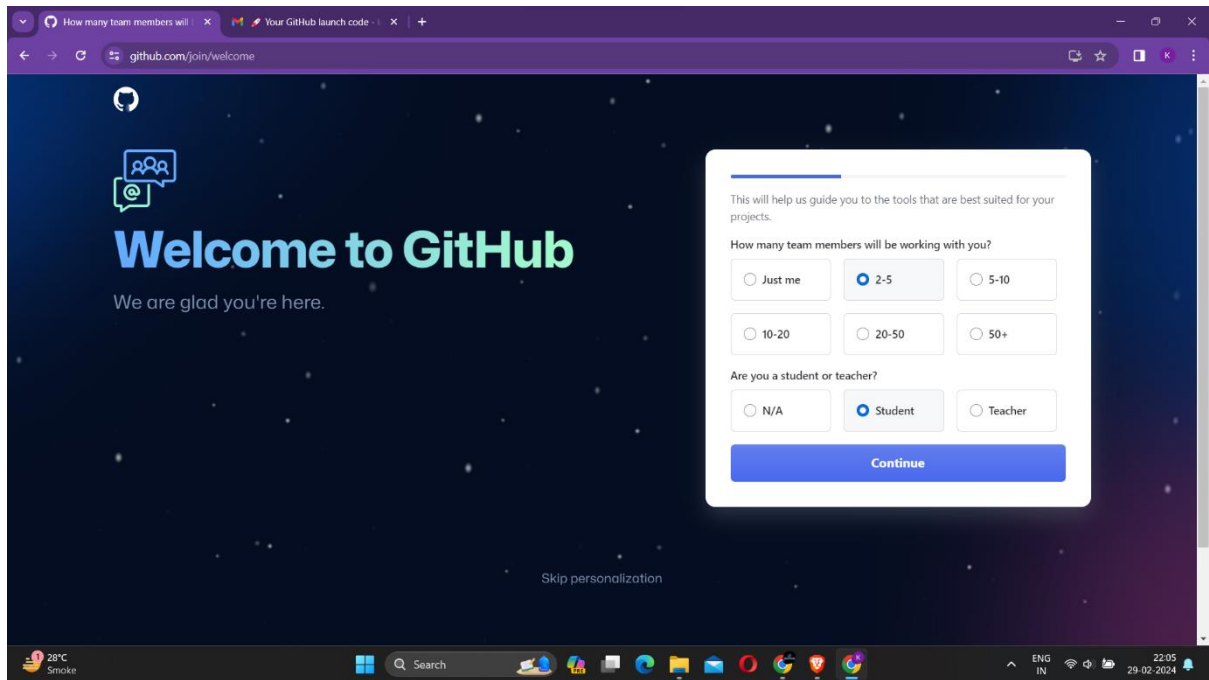 How many team members will
Your GitHub launch code -
github.com/join/welcome
K
Welcome to GitHub
We are glad you're here.
This will help us guide you to the tools that are best suited for your
projects.
How many team members will be working with you?
Just me
2-5
5-10
10-20
20-50
50+
Are you a student or teacher?
N/A
Student
Teacher
Continue
Skip personalization
1
28°C
Smoke
Search
ENG
IN
22:05
29-02-2024